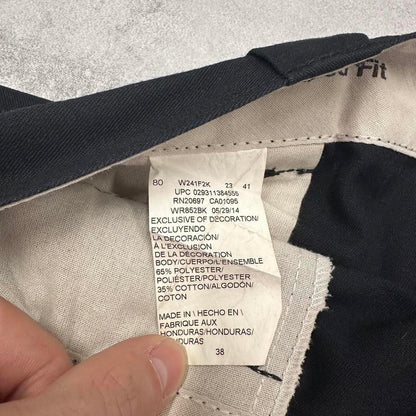 Fit
80 W241F2K 23 41
UPC 029311384555
RN20697 CA01095
WR852BK 05/29/14
EXCLUSIVE OF DECORATION/
EXCLUYENDO
LA DECORACIÓN/
À L'EXCLUSION
DE LA DÉCORATION
BODY/CUERPO/L'ENSEMBLE
65% POLYESTER/
POLIÉSTER/POLYESTER
35% COTTON/ALGODÓN/
COTON
MADE IN \ HECHO EN \
FABRIQUE AUX
HONDURAS/HONDURAS/
HONDURAS
38